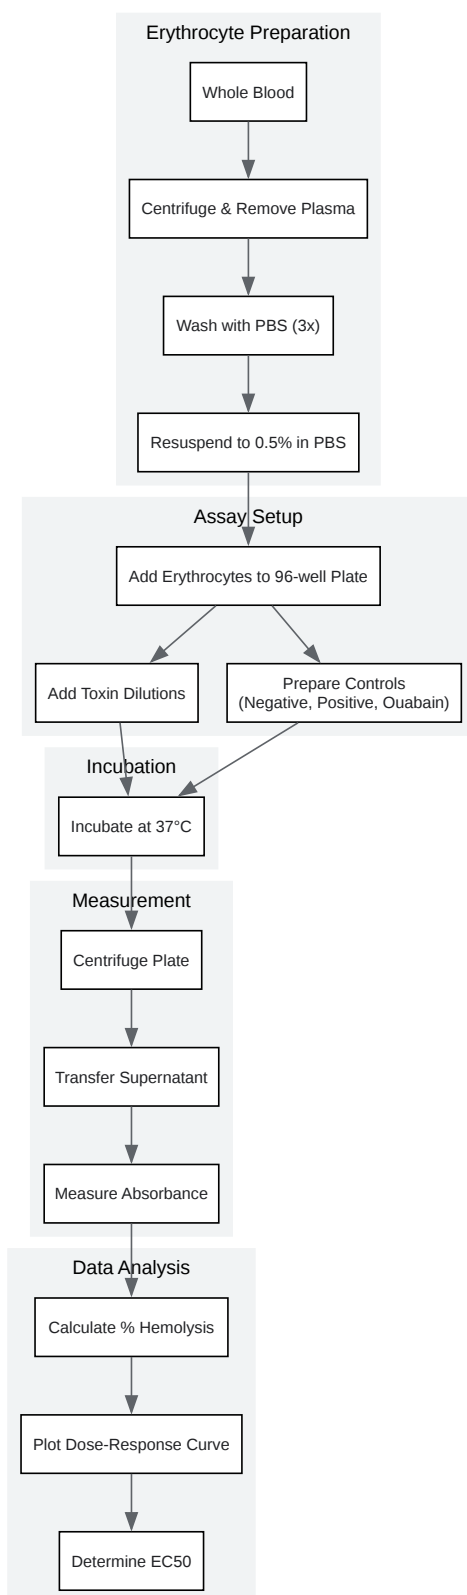 Erythrocyte Preparation
Whole Blood
Centrifuge & Remove Plasma
Wash with PBS (3x)
Resuspend to 0.5% in PBS
Assay Setup
Add Erythrocytes to 96-well Plate
Add Toxin Dilutions
Prepare Controls
(Negative, Positive, Ouabain)
Incubation
Incubate at 37°C
Measurement
Centrifuge Plate
Transfer Supernatant
Measure Absorbance
Data Analysis
Calculate % Hemolysis
Plot Dose-Response Curve
Determine EC50